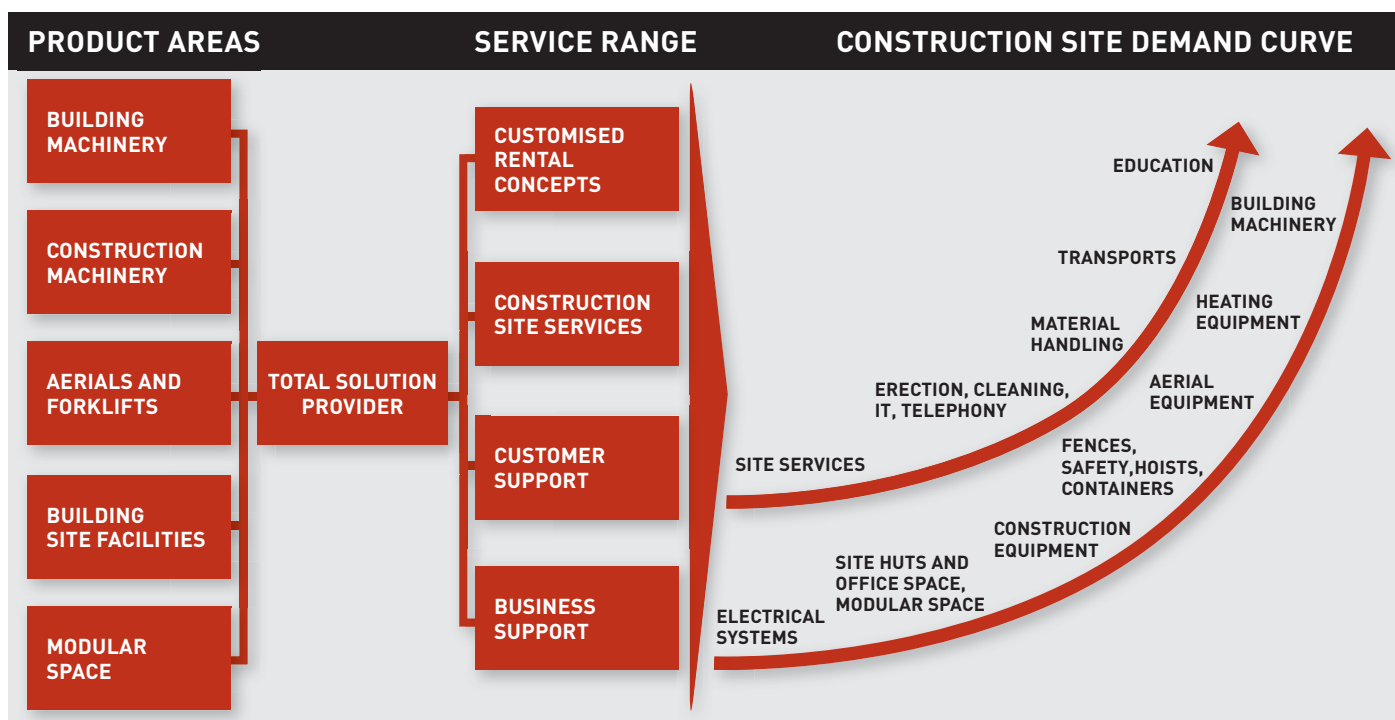 PRODUCT AREAS
SERVICE RANGE
CONSTRUCTION SITE DEMAND CURVE
BUILDING
MACHINERY
CONSTRUCTION
MACHINERY
AERIALS AND
FORKLIFTS
BUILDING
SITE FACILITIES
MODULAR
SPACE
TOTAL SOLUTION
PROVIDER
CUSTOMISED
RENTAL
CONCEPTS
CONSTRUCTION
SITE SERVICES
CUSTOMER
SUPPORT
BUSINESS
SUPPORT
EDUCATION
TRANSPORTS
MATERIAL
HANDLING
ERECTION, CLEANING,
IT, TELEPHONY
SITE SERVICES
BUILDING
MACHINERY
HEATING
EQUIPMENT
AERIAL
EQUIPMENT
FENCES,
SAFETY,HOISTS,
CONTAINERS
CONSTRUCTION
EQUIPMENT
SITE HUTS AND
OFFICE SPACE,
MODULAR SPACE
ELECTRICAL
SYSTEMS